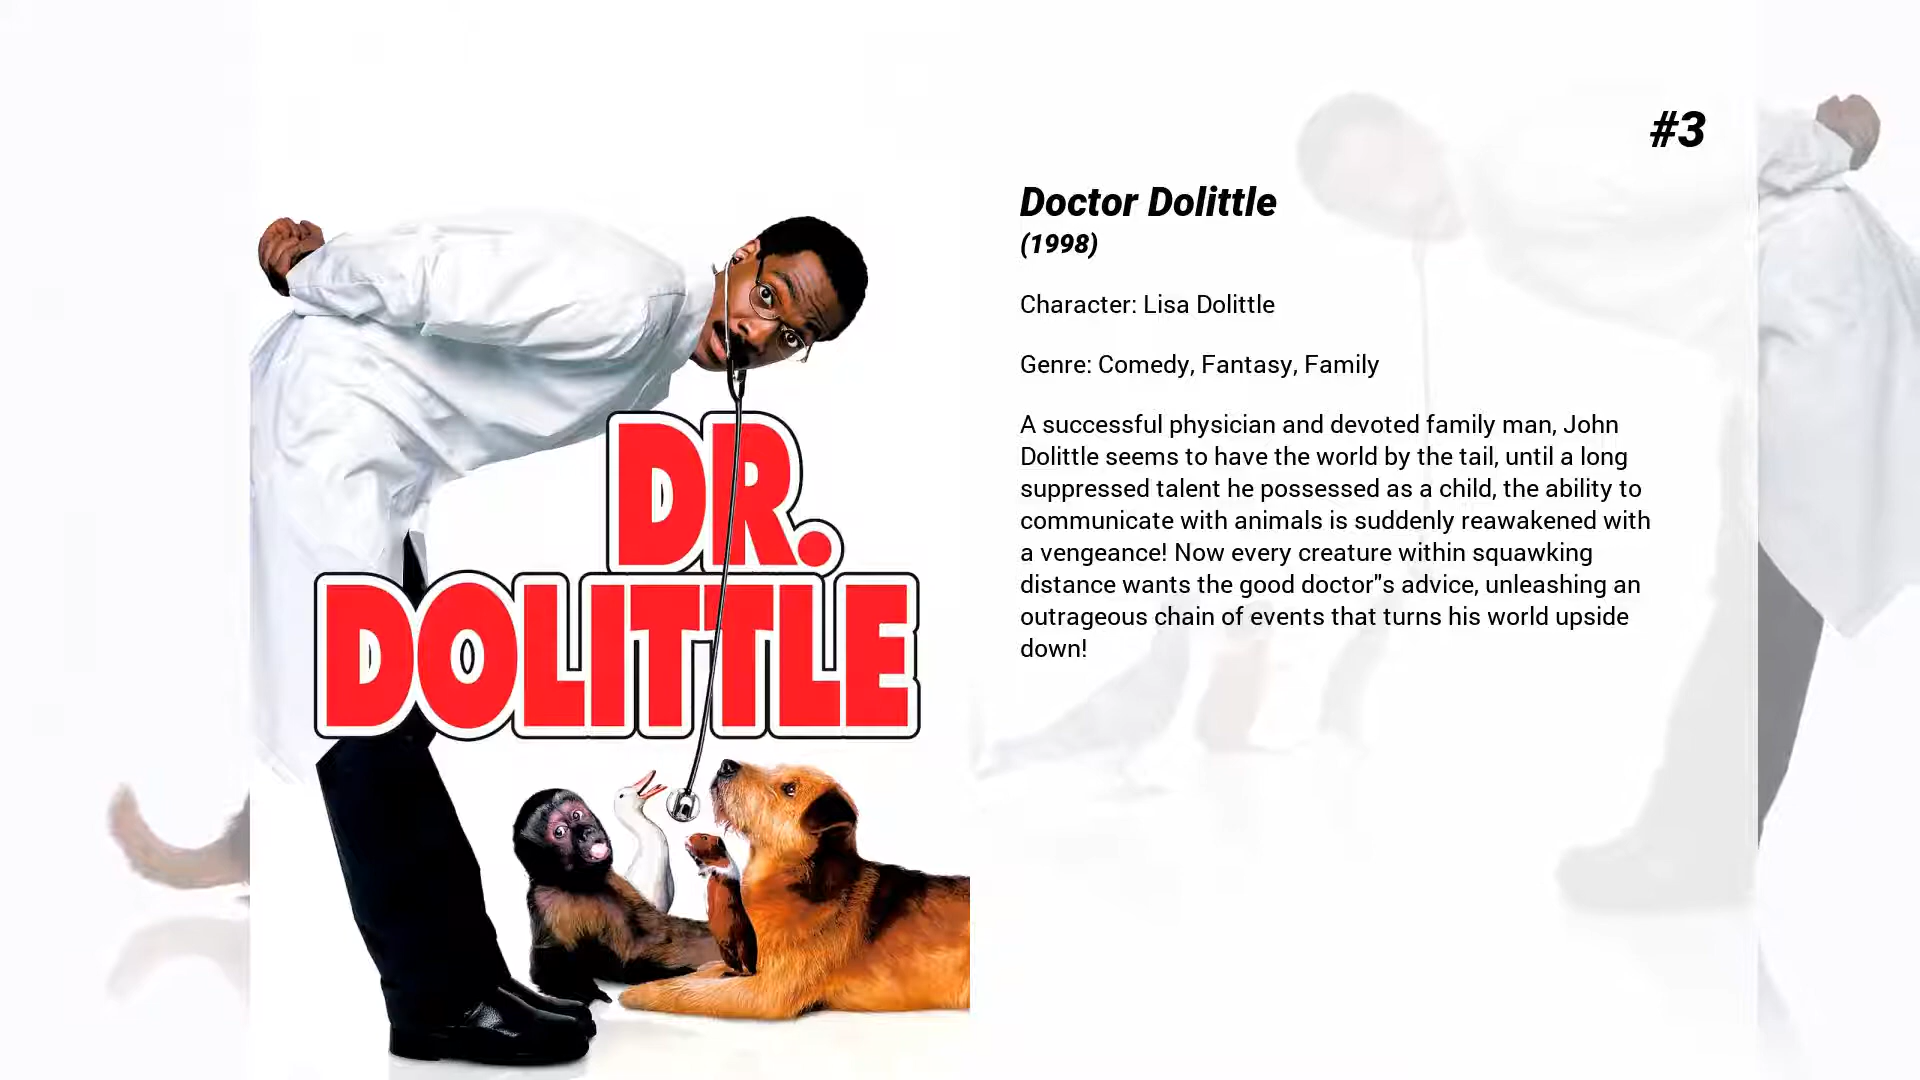 #3
Doctor Dolittle
(1998)
Character: Lisa Dolittle
Genre: Comedy, Fantasy, Family
A successful physician and devoted family man, John
Dolittle seems to have the world by the tail, until a long
suppressed talent he possessed as a child, the ability to
communicate with animals is suddenly reawakened with
a vengeance! Now every creature within squawking
distance wants the good doctor"s advice, unleashing an
outrageous chain of events that turns his world upside
down!
DR.
DOLITTLE